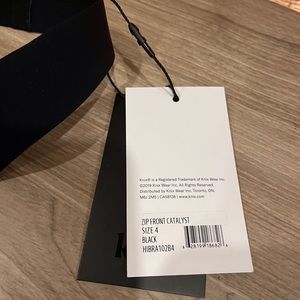 Knix® is a Registered Trademark of Knix Wear Inc.
©2019 Knix Wear Inc. All Rights Reserved.
Distributed by Knix Wear Inc. Toronto, ON,
M6J 2M5 | CA58138 | www.knix.com
ZIP FRONT CATALYST
SIZE 4
BLACK
HIBRA102B4